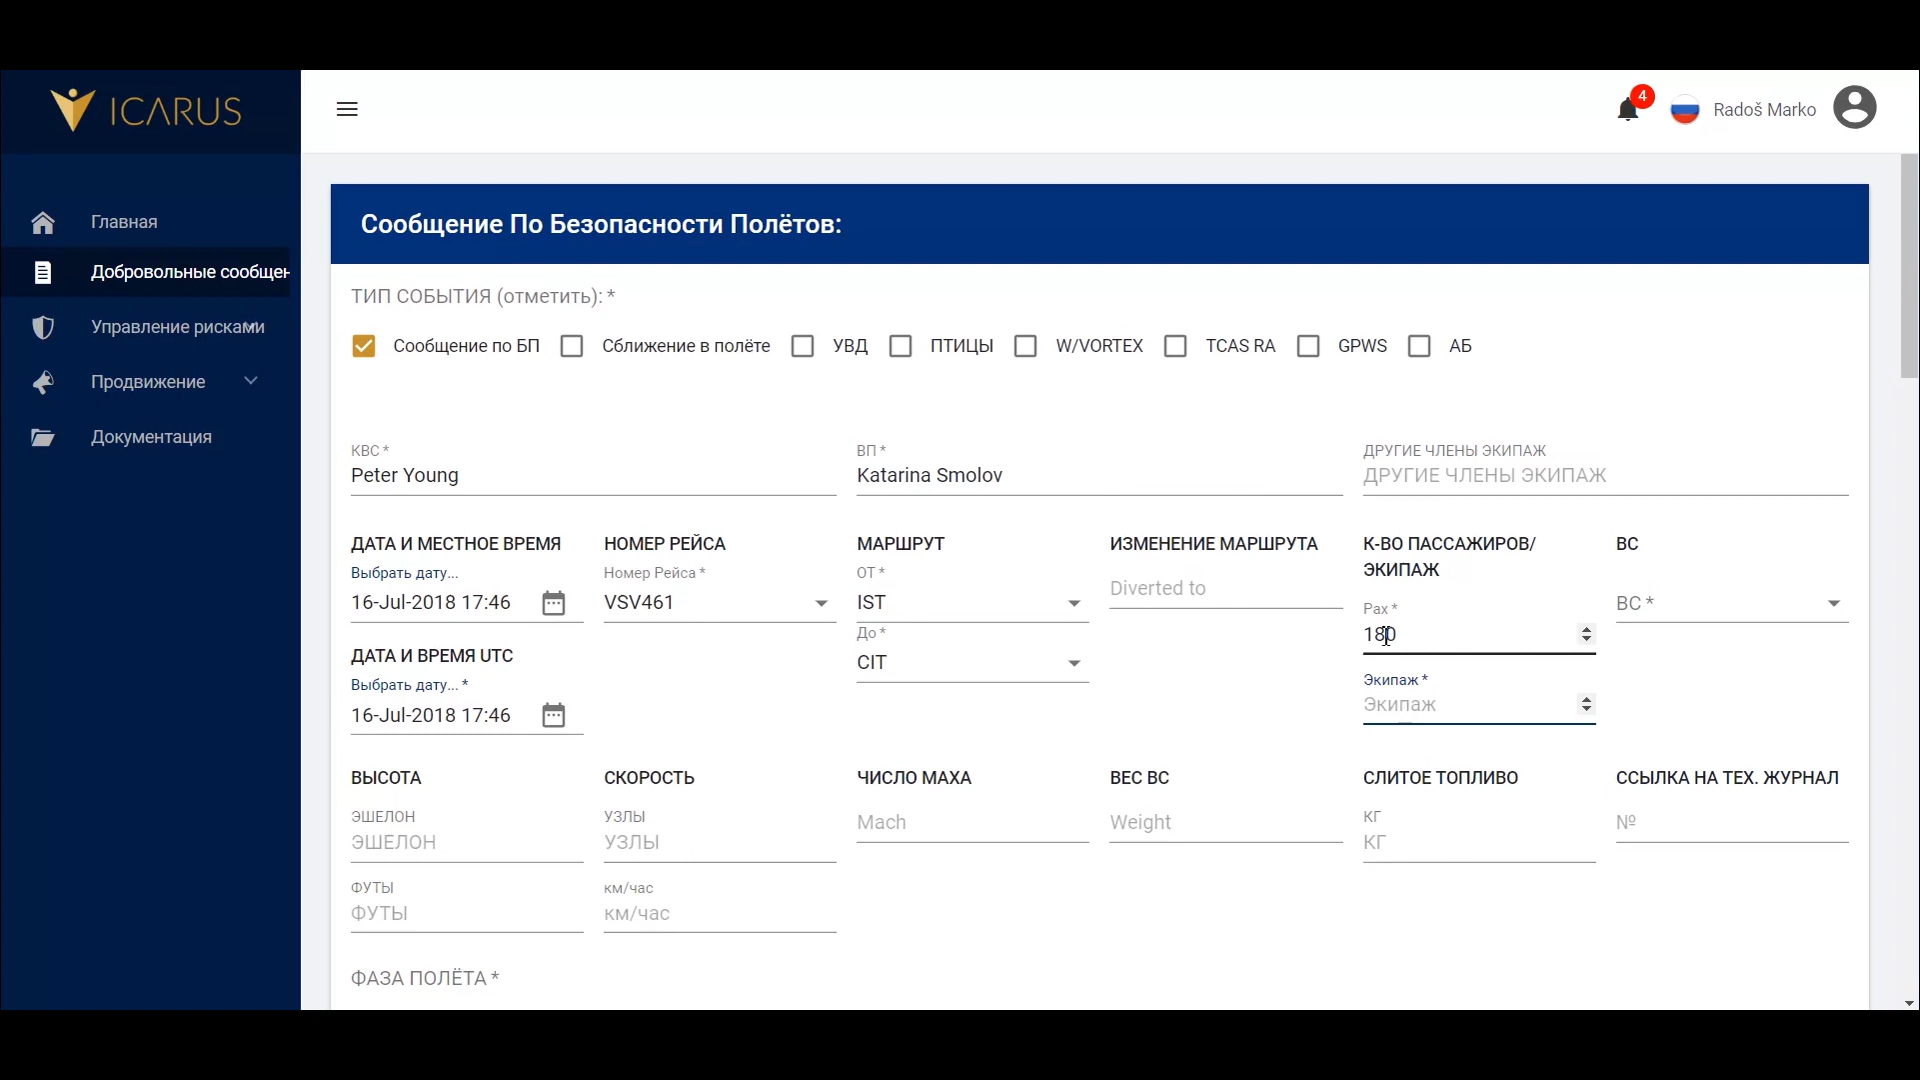 ICARUS
4
Radoš Marko
Главная
Добровольные сообщен
Управление рисками
Продвижение
Документация
Сообщение По Безопасности Полётов:
ТИП СОБЫТИЯ (отметить): *
Сообщение по БП Сближение в полёте УВД ПТИЦЫ W/VORTEX TCAS RA GPWS АБ
КВС * ВП * ДРУГИЕ ЧЛЕНЫ ЭКИПАЖ
Peter Young Katarina Smolov ДРУГИЕ ЧЛЕНЫ ЭКИПАЖ
ДАТА И МЕСТНОЕ ВРЕМЯ
Выбрать дату...
16-Jul-2018 17:46
ДАТА И ВРЕМЯ UTC
Выбрать дату... *
16-Jul-2018 17:46
НОМЕР РЕЙСА
Номер Рейса *
VSV461
МАРШРУТ
ОТ *
IST
До *
CIT
ИЗМЕНЕНИЕ МАРШРУТА
Diverted to
К-ВО ПАССАЖИРОВ/
ЭКИПАЖ
Pax *
180
Экипаж *
Экипаж
ВС
ВС *
ВЫСОТА
ЭШЕЛОН
ЭШЕЛОН
ФУТЫ
ФУТЫ
СКОРОСТЬ
УЗЛЫ
УЗЛЫ
км/час
км/час
ЧИСЛО МАХА
Mach
ВЕС ВС
Weight
СЛИТОЕ ТОПЛИВО
КГ
КГ
ССЫЛКА НА ТЕХ. ЖУРНАЛ
№
ФАЗА ПОЛЁТА *